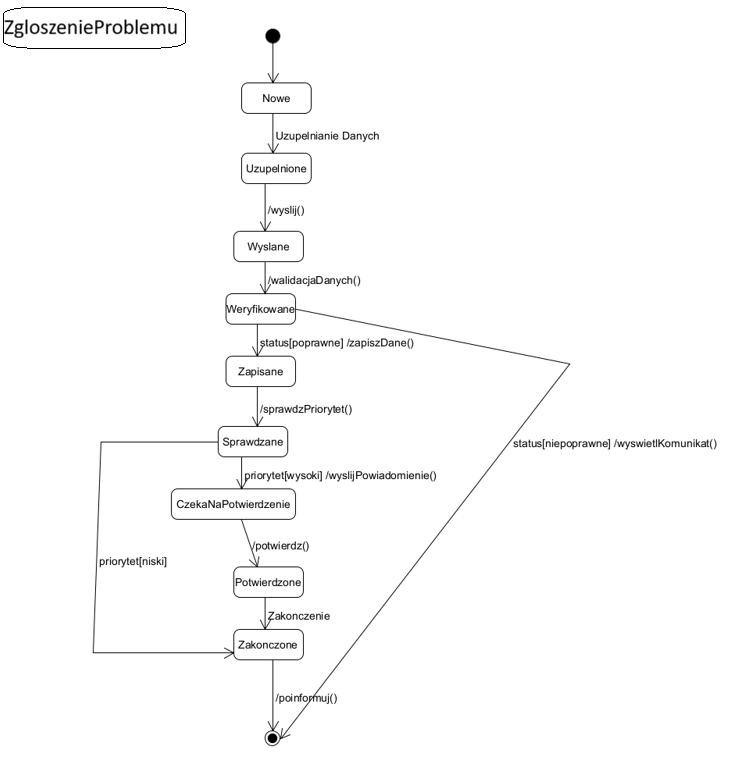 ZgloszenieProblemu
Nowe
Uzupelnianie Danych
Uzupelnione
/wyslij()
Wyslane
/walidacjaDanych()
Weryfikowane
status[poprawne] /zapiszDane()
Zapisane
/sprawdzPriorytet()
Sprawdzane
status[niepoprawne] /wyswietlKomunikat()
priorytet[wysoki] /wyslijPowiadomienie()
CzekaNaPotwierdzenie
/potwierdz()
priorytet[niski]
Potwierdzone
Zakonczenie
Zakonczone
/poinformuj()